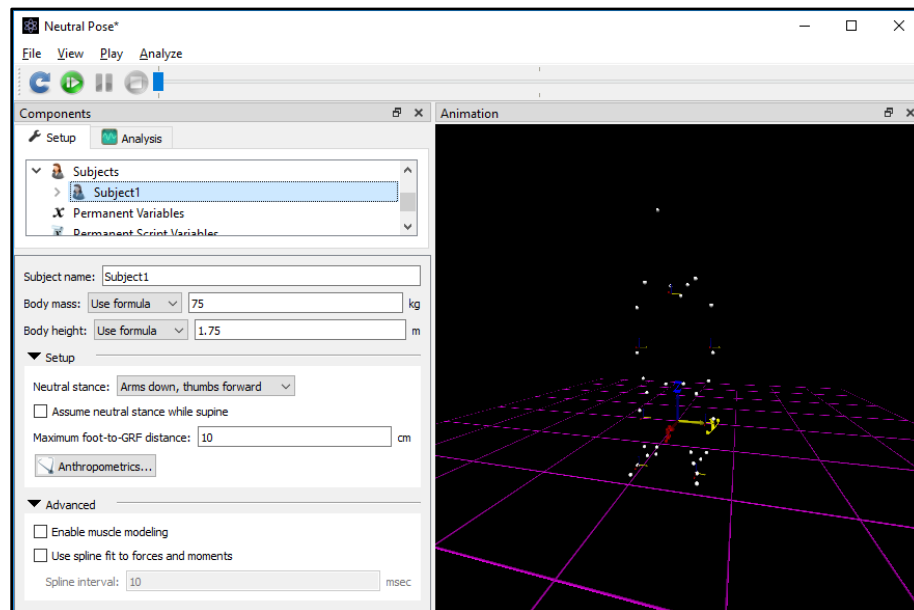 Neutral Pose*
File View Play Analyze
Components
Animation
Setup Analysis
Subjects
Subject1
x Permanent Variables
Permanent Script Variables
Subject name: Subject1
Body mass: Use formula 75 kg
Body height: Use formula 1.75 m
Setup
Neutral stance: Arms down, thumbs forward
Assume neutral stance while supine
Maximum foot-to-GRF distance: 10 cm
Anthropometrics...
Advanced
Enable muscle modeling
Use spline fit to forces and moments
Spline interval: 10 msec